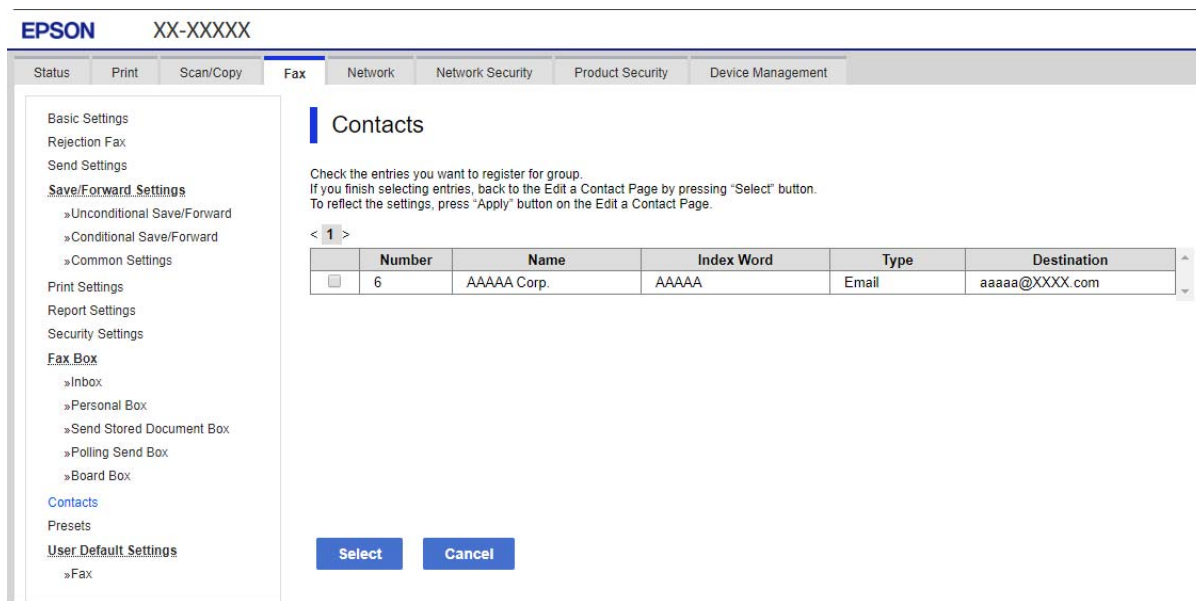 EPSON XX-XXXXX
Status Print Scan/Copy Fax Network Network Security Product Security Device Management
Basic Settings
Rejection Fax
Send Settings
Save/Forward Settings
»Unconditional Save/Forward
»Conditional Save/Forward
»Common Settings
Print Settings
Report Settings
Security Settings
Fax Box
»Inbox
»Personal Box
»Send Stored Document Box
»Polling Send Box
»Board Box
Contacts
Presets
User Default Settings
»Fax
Contacts
Check the entries you want to register for group.
If you finish selecting entries, back to the Edit a Contact Page by pressing "Select" button.
To reflect the settings, press "Apply" button on the Edit a Contact Page.
< 1 >
Number Name Index Word Type Destination
6 AAAAA Corp. AAAAA Email aaaaa@XXXX.com
Select Cancel